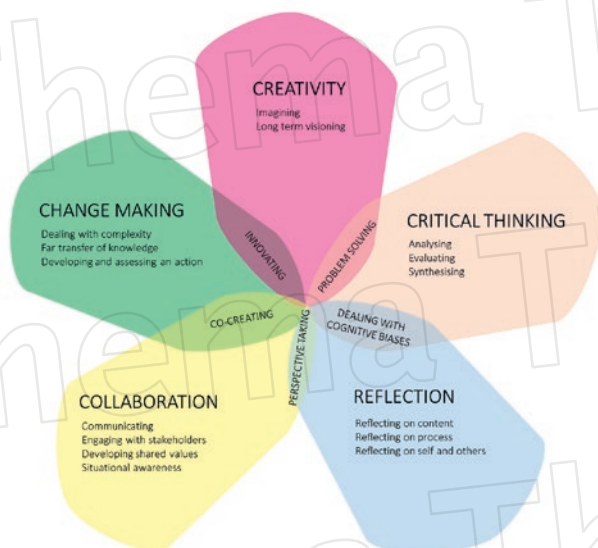 CREATIVITY
Imagining
Long term visioning
CHANGE MAKING
Dealing with complexity
Far transfer of knowledge
Developing and assessing an action
CRITICAL THINKING
Analysing
Evaluating
Synthesising
INNOVATING
PROBLEM SOLVING
CO-CREATING
DEALING WITH
COGNITIVE BIASES
PERSPECTIVE TAKING
COLLABORATION
Communicating
Engaging with stakeholders
Developing shared values
Situational awareness
REFLECTION
Reflecting on content
Reflecting on process
Reflecting on self and others
Thema T
hema T
Th